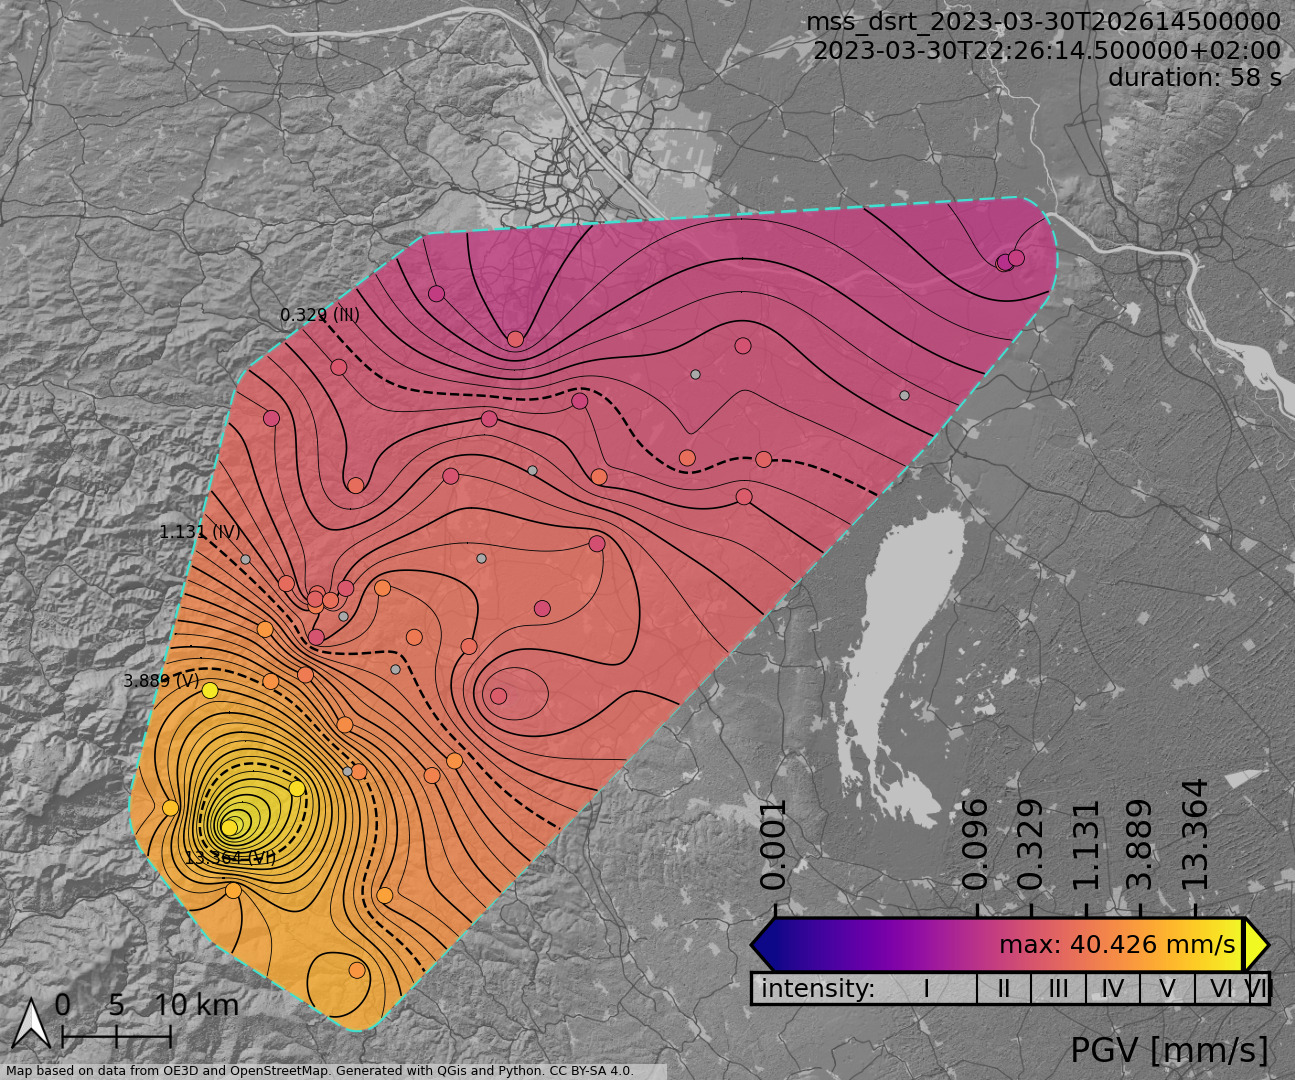 mss_dsrt_2023-03-30T202614500000
2023-03-30T22:26:14.500000+02:00
duration: 58 s
0.329 (III)
1.131 (IV)
3.889 (V)
13.364 (VI)
0.001
0.096
0.329
1.131
3.889
13.364
max: 40.426 mm/s
intensity: I II III IV V VI VII
0 5 10 km
PGV [mm/s]
Map based on data from OE3D and OpenStreetMap. Generated with QGis and Python. CC BY-SA 4.0.